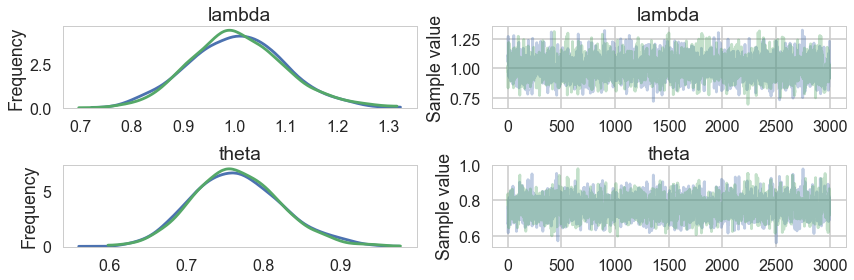 lambda
Frequency
2.5
0.0
0.7 0.8 0.9 1.0 1.1 1.2 1.3
lambda
Sample value
1.25
1.00
0.75
0 500 1000 1500 2000 2500 3000
theta
Frequency
5
0
0.6 0.7 0.8 0.9
theta
Sample value
1.0
0.8
0.6
0 500 1000 1500 2000 2500 3000